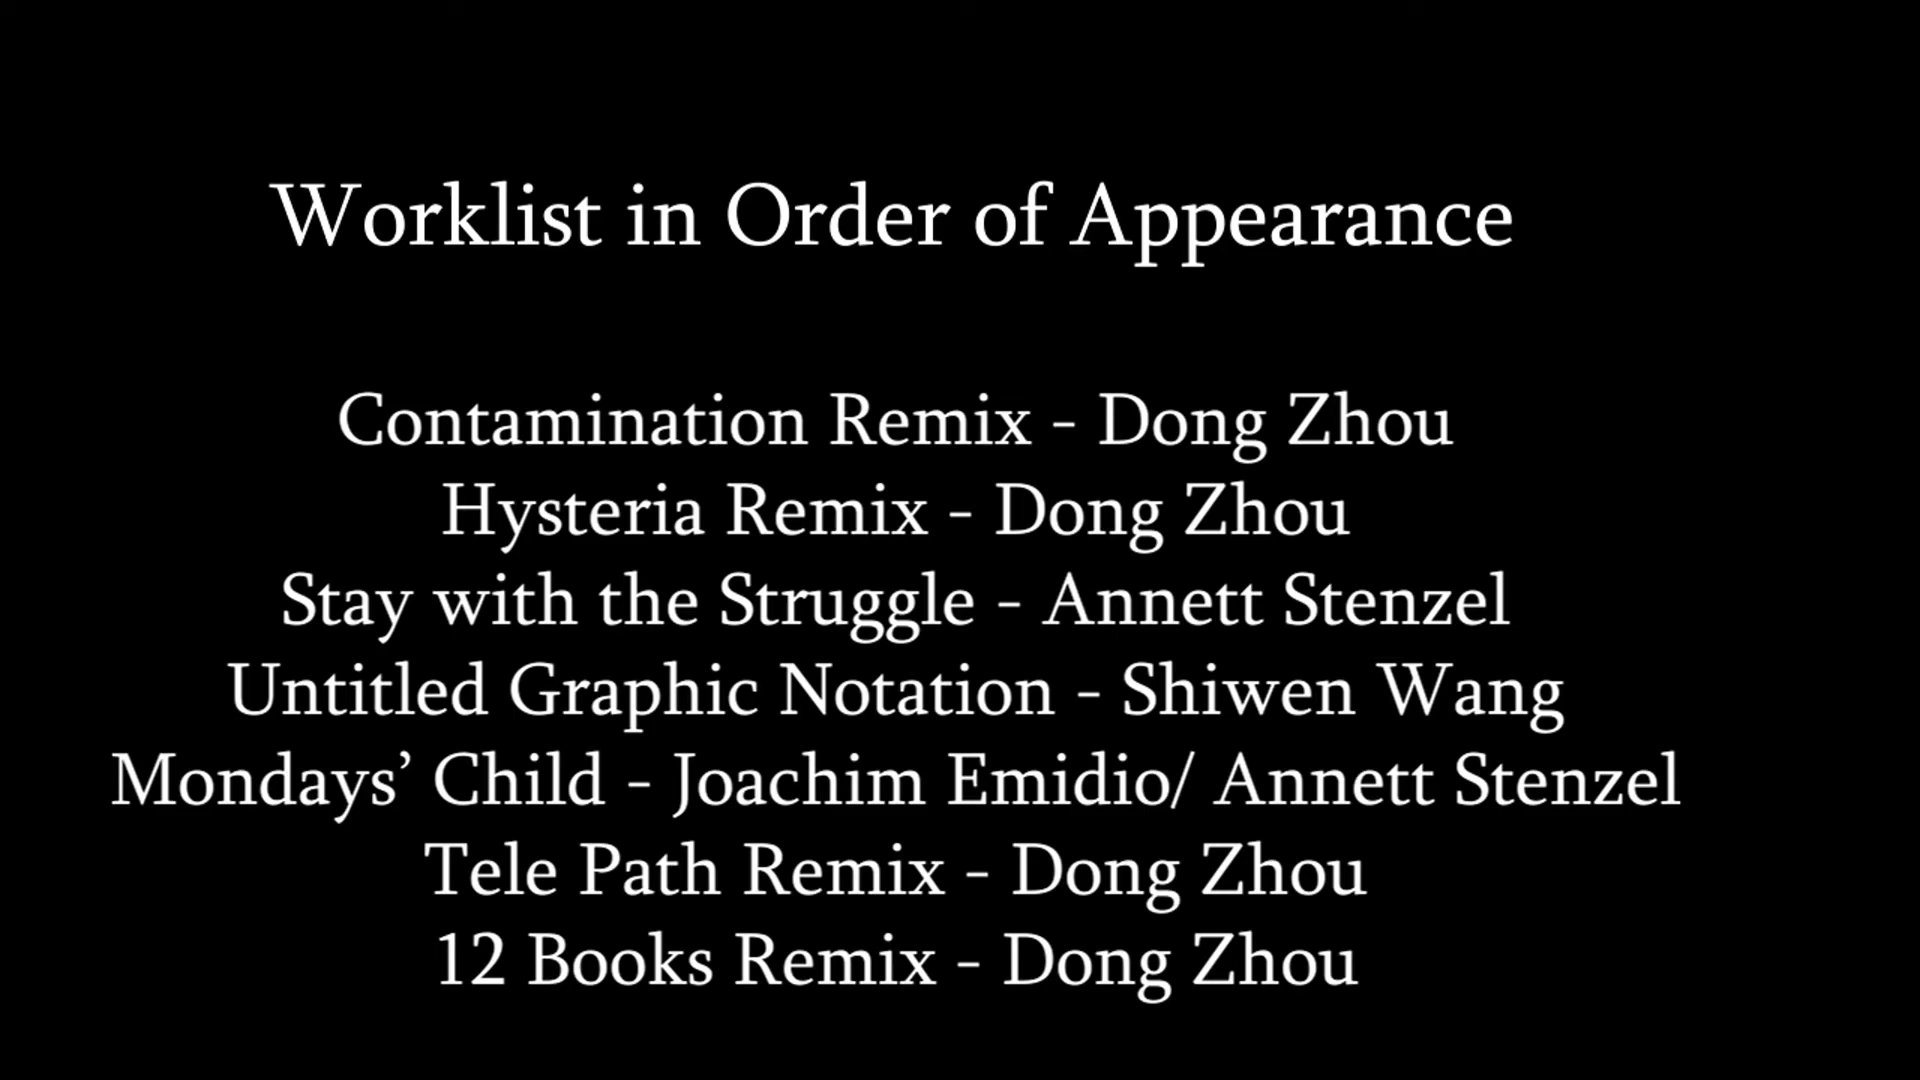 Worklist in Order of Appearance
Contamination Remix - Dong Zhou
Hysteria Remix - Dong Zhou
Stay with the Struggle - Annett Stenzel
Untitled Graphic Notation - Shiwen Wang
Mondays’ Child - Joachim Emidio/ Annett Stenzel
Tele Path Remix - Dong Zhou
12 Books Remix - Dong Zhou